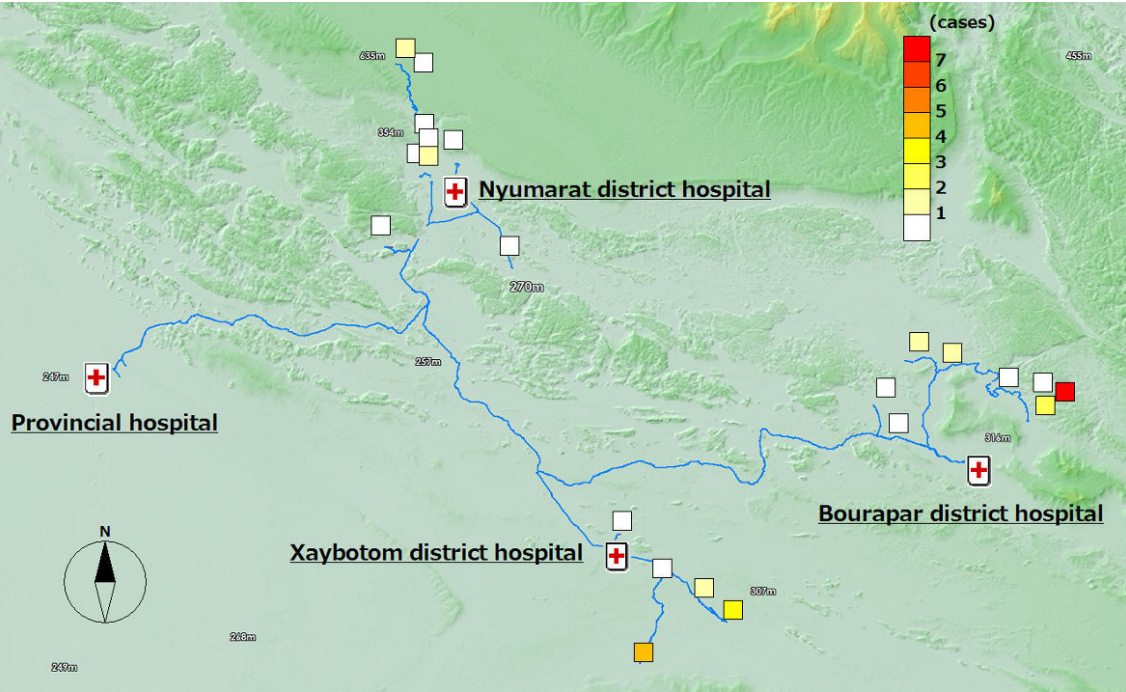 (cases)
7
6
5
4
3
2
1
635m
455m
354m
Nyumarat district hospital
270m
257m
247m
Provincial hospital
316m
Bourapar district hospital
N
Xaybotom district hospital
307m
268m
249m